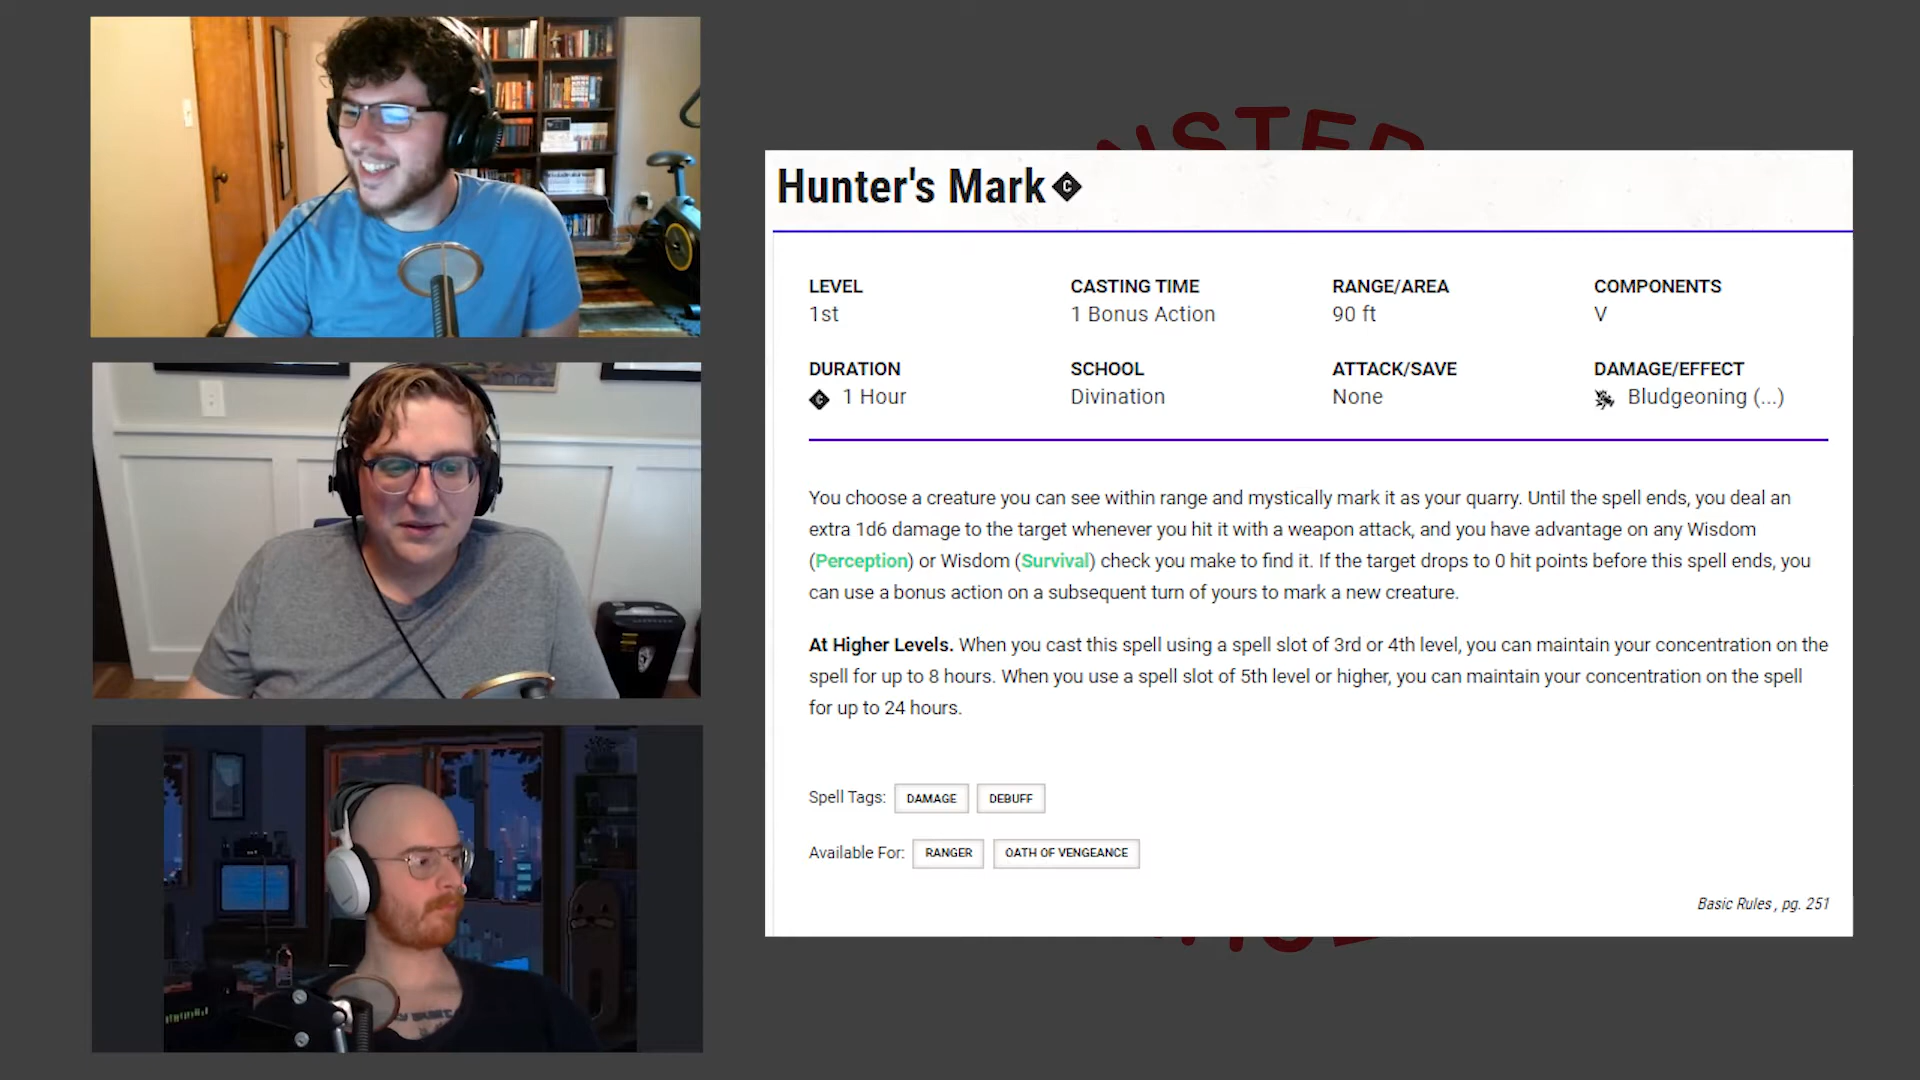 NSTER
Hunter's Mark
LEVEL
1st
CASTING TIME
1 Bonus Action
RANGE/AREA
90 ft
COMPONENTS
V
DURATION
1 Hour
SCHOOL
Divination
ATTACK/SAVE
None
DAMAGE/EFFECT
Bludgeoning (...)
You choose a creature you can see within range and mystically mark it as your quarry. Until the spell ends, you deal an
extra 1d6 damage to the target whenever you hit it with a weapon attack, and you have advantage on any Wisdom
(Perception) or Wisdom (Survival) check you make to find it. If the target drops to 0 hit points before this spell ends, you
can use a bonus action on a subsequent turn of yours to mark a new creature.
At Higher Levels. When you cast this spell using a spell slot of 3rd or 4th level, you can maintain your concentration on the
spell for up to 8 hours. When you use a spell slot of 5th level or higher, you can maintain your concentration on the spell
for up to 24 hours.
Spell Tags: DAMAGE DEBUFF
Available For: RANGER OATH OF VENGEANCE
Basic Rules, pg. 251